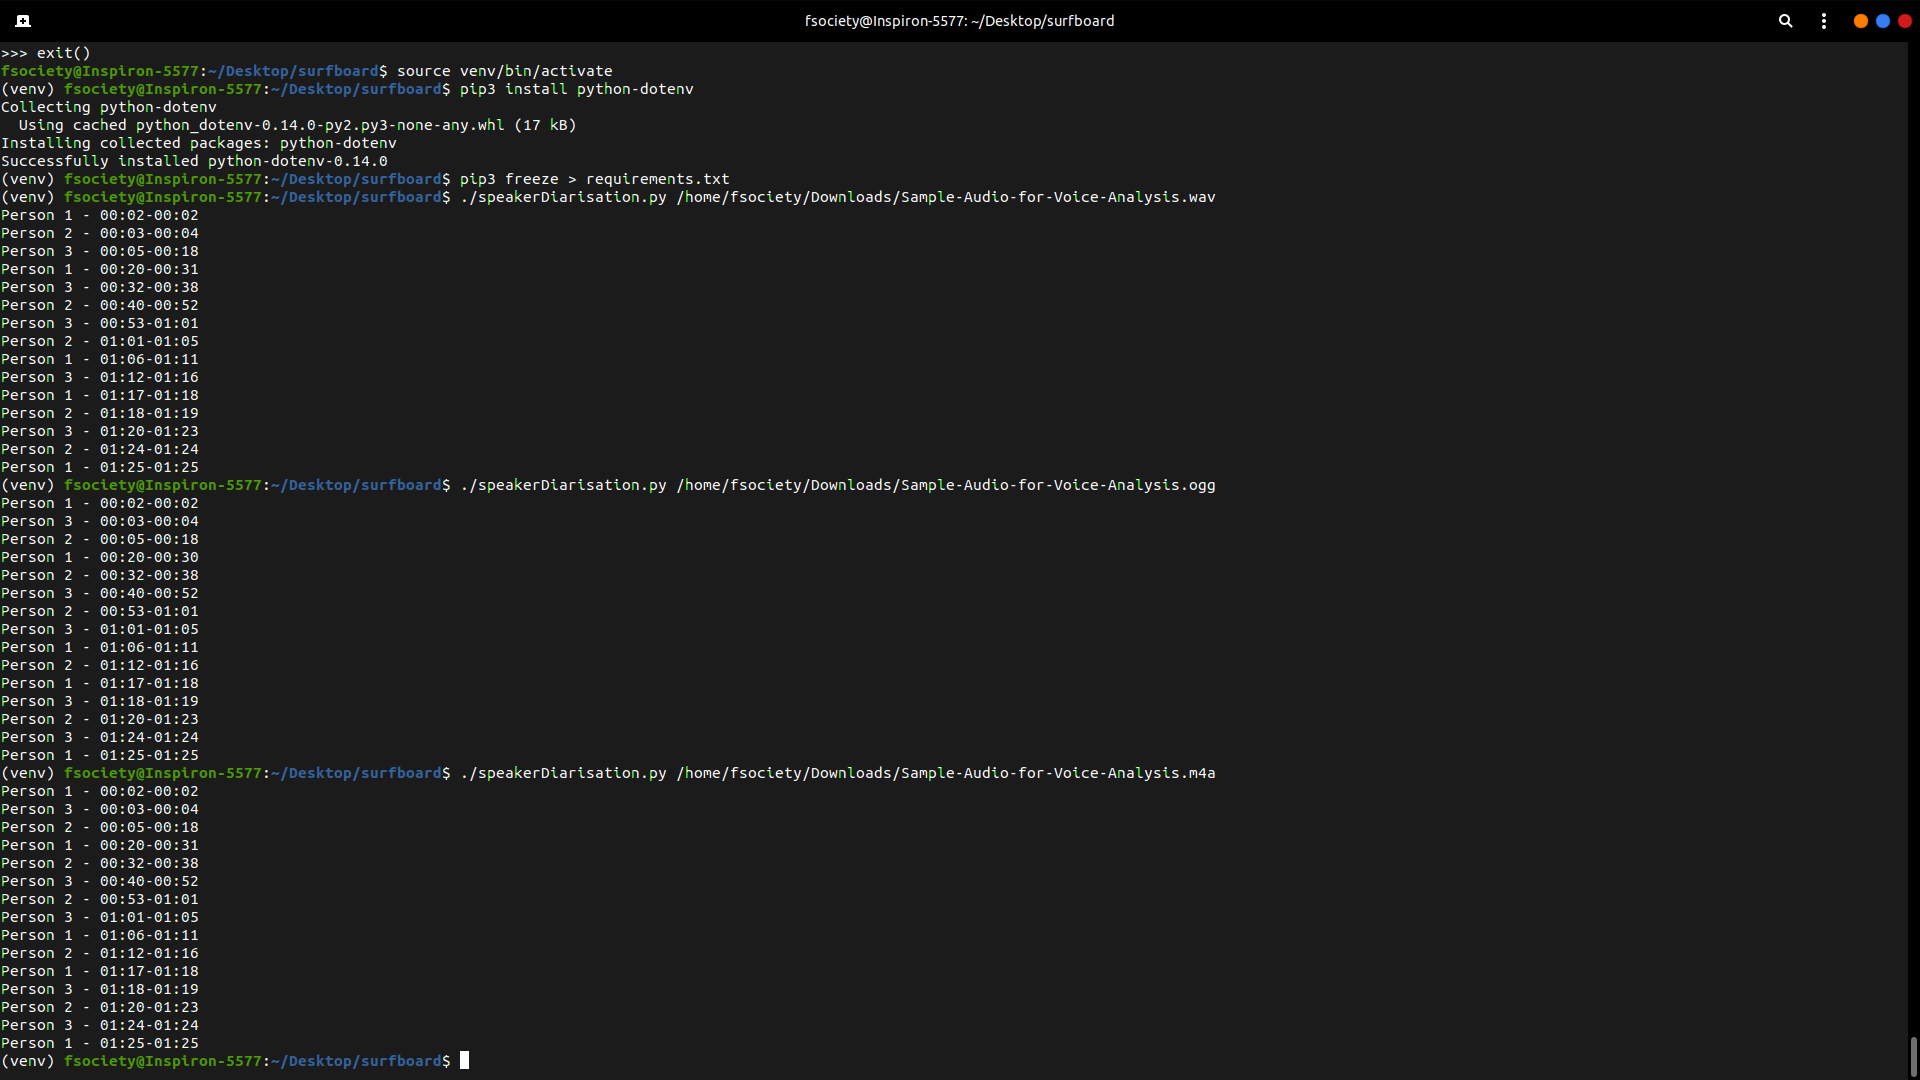 fsociety@Inspiron-5577: ~/Desktop/surfboard
>>> exit()
fsociety@Inspiron-5577:~/Desktop/surfboard$ source venv/bin/activate
(venv) fsociety@Inspiron-5577:~/Desktop/surfboard$ pip3 install python-dotenv
Collecting python-dotenv
  Using cached python_dotenv-0.14.0-py2.py3-none-any.whl (17 kB)
Installing collected packages: python-dotenv
Successfully installed python-dotenv-0.14.0
(venv) fsociety@Inspiron-5577:~/Desktop/surfboard$ pip3 freeze > requirements.txt
(venv) fsociety@Inspiron-5577:~/Desktop/surfboard$ ./speakerDiarisation.py /home/fsociety/Downloads/Sample-Audio-for-Voice-Analysis.wav
Person 1 - 00:02-00:02
Person 2 - 00:03-00:04
Person 3 - 00:05-00:18
Person 1 - 00:20-00:31
Person 3 - 00:32-00:38
Person 2 - 00:40-00:52
Person 3 - 00:53-01:01
Person 2 - 01:01-01:05
Person 1 - 01:06-01:11
Person 3 - 01:12-01:16
Person 1 - 01:17-01:18
Person 2 - 01:18-01:19
Person 3 - 01:20-01:23
Person 2 - 01:24-01:24
Person 1 - 01:25-01:25
(venv) fsociety@Inspiron-5577:~/Desktop/surfboard$ ./speakerDiarisation.py /home/fsociety/Downloads/Sample-Audio-for-Voice-Analysis.ogg
Person 1 - 00:02-00:02
Person 3 - 00:03-00:04
Person 2 - 00:05-00:18
Person 1 - 00:20-00:30
Person 2 - 00:32-00:38
Person 3 - 00:40-00:52
Person 2 - 00:53-01:01
Person 3 - 01:01-01:05
Person 1 - 01:06-01:11
Person 2 - 01:12-01:16
Person 1 - 01:17-01:18
Person 3 - 01:18-01:19
Person 2 - 01:20-01:23
Person 3 - 01:24-01:24
Person 1 - 01:25-01:25
(venv) fsociety@Inspiron-5577:~/Desktop/surfboard$ ./speakerDiarisation.py /home/fsociety/Downloads/Sample-Audio-for-Voice-Analysis.m4a
Person 1 - 00:02-00:02
Person 3 - 00:03-00:04
Person 2 - 00:05-00:18
Person 1 - 00:20-00:31
Person 2 - 00:32-00:38
Person 3 - 00:40-00:52
Person 2 - 00:53-01:01
Person 3 - 01:01-01:05
Person 1 - 01:06-01:11
Person 2 - 01:12-01:16
Person 1 - 01:17-01:18
Person 3 - 01:18-01:19
Person 2 - 01:20-01:23
Person 3 - 01:24-01:24
Person 1 - 01:25-01:25
(venv) fsociety@Inspiron-5577:~/Desktop/surfboard$